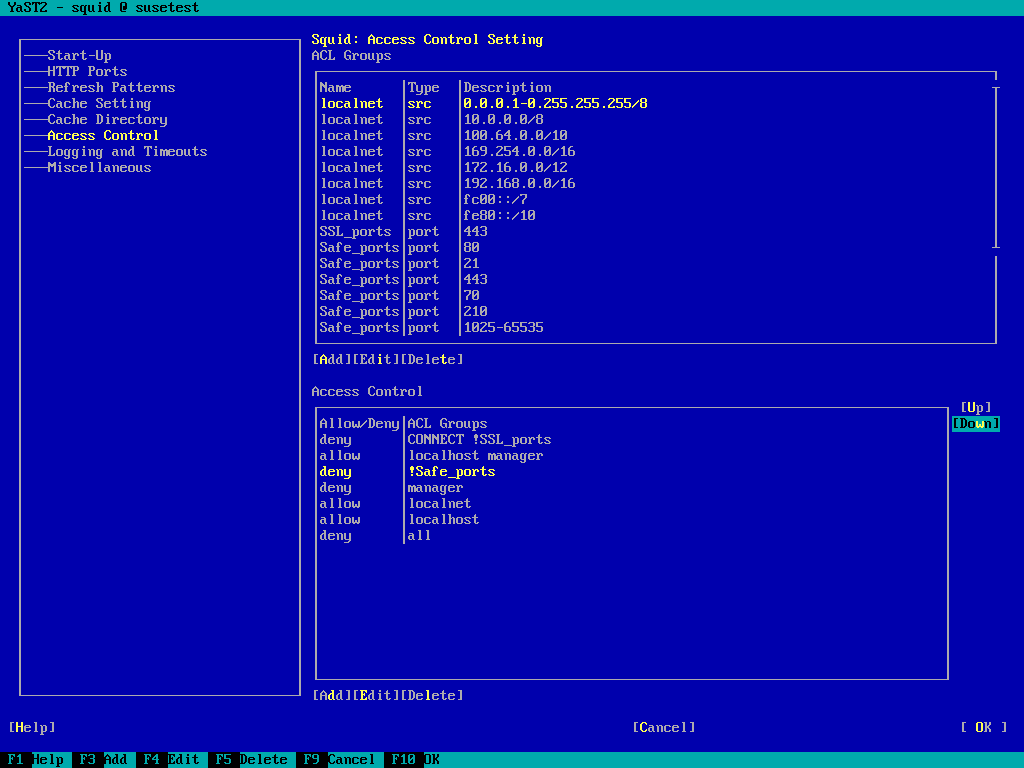 YaST2 - squid @ susetest
Squid: Access Control Setting
Start-Up
HTTP Ports
Refresh Patterns
Cache Setting
Cache Directory
Access Control
Logging and Timeouts
Miscellaneous
ACL Groups
Name Type Description
localnet src 0.0.0.1-0.255.255.255/8
localnet src 10.0.0.0/8
localnet src 100.64.0.0/10
localnet src 169.254.0.0/16
localnet src 172.16.0.0/12
localnet src 192.168.0.0/16
localnet src fc00::/7
localnet src fe80::/10
SSL_ports port 443
Safe_ports port 80
Safe_ports port 21
Safe_ports port 443
Safe_ports port 70
Safe_ports port 210
Safe_ports port 1025-65535
[Add][Edit][Delete]
Access Control
Allow/Deny ACL Groups
deny CONNECT !SSL_ports
allow localhost manager
deny !Safe_ports
deny manager
allow localnet
allow localhost
deny all
[Up]
[Down]
[Add][Edit][Delete]
[Help] [Cancel] [ OK ]
F1 Help F3 Add F4 Edit F5 Delete F9 Cancel F10 OK